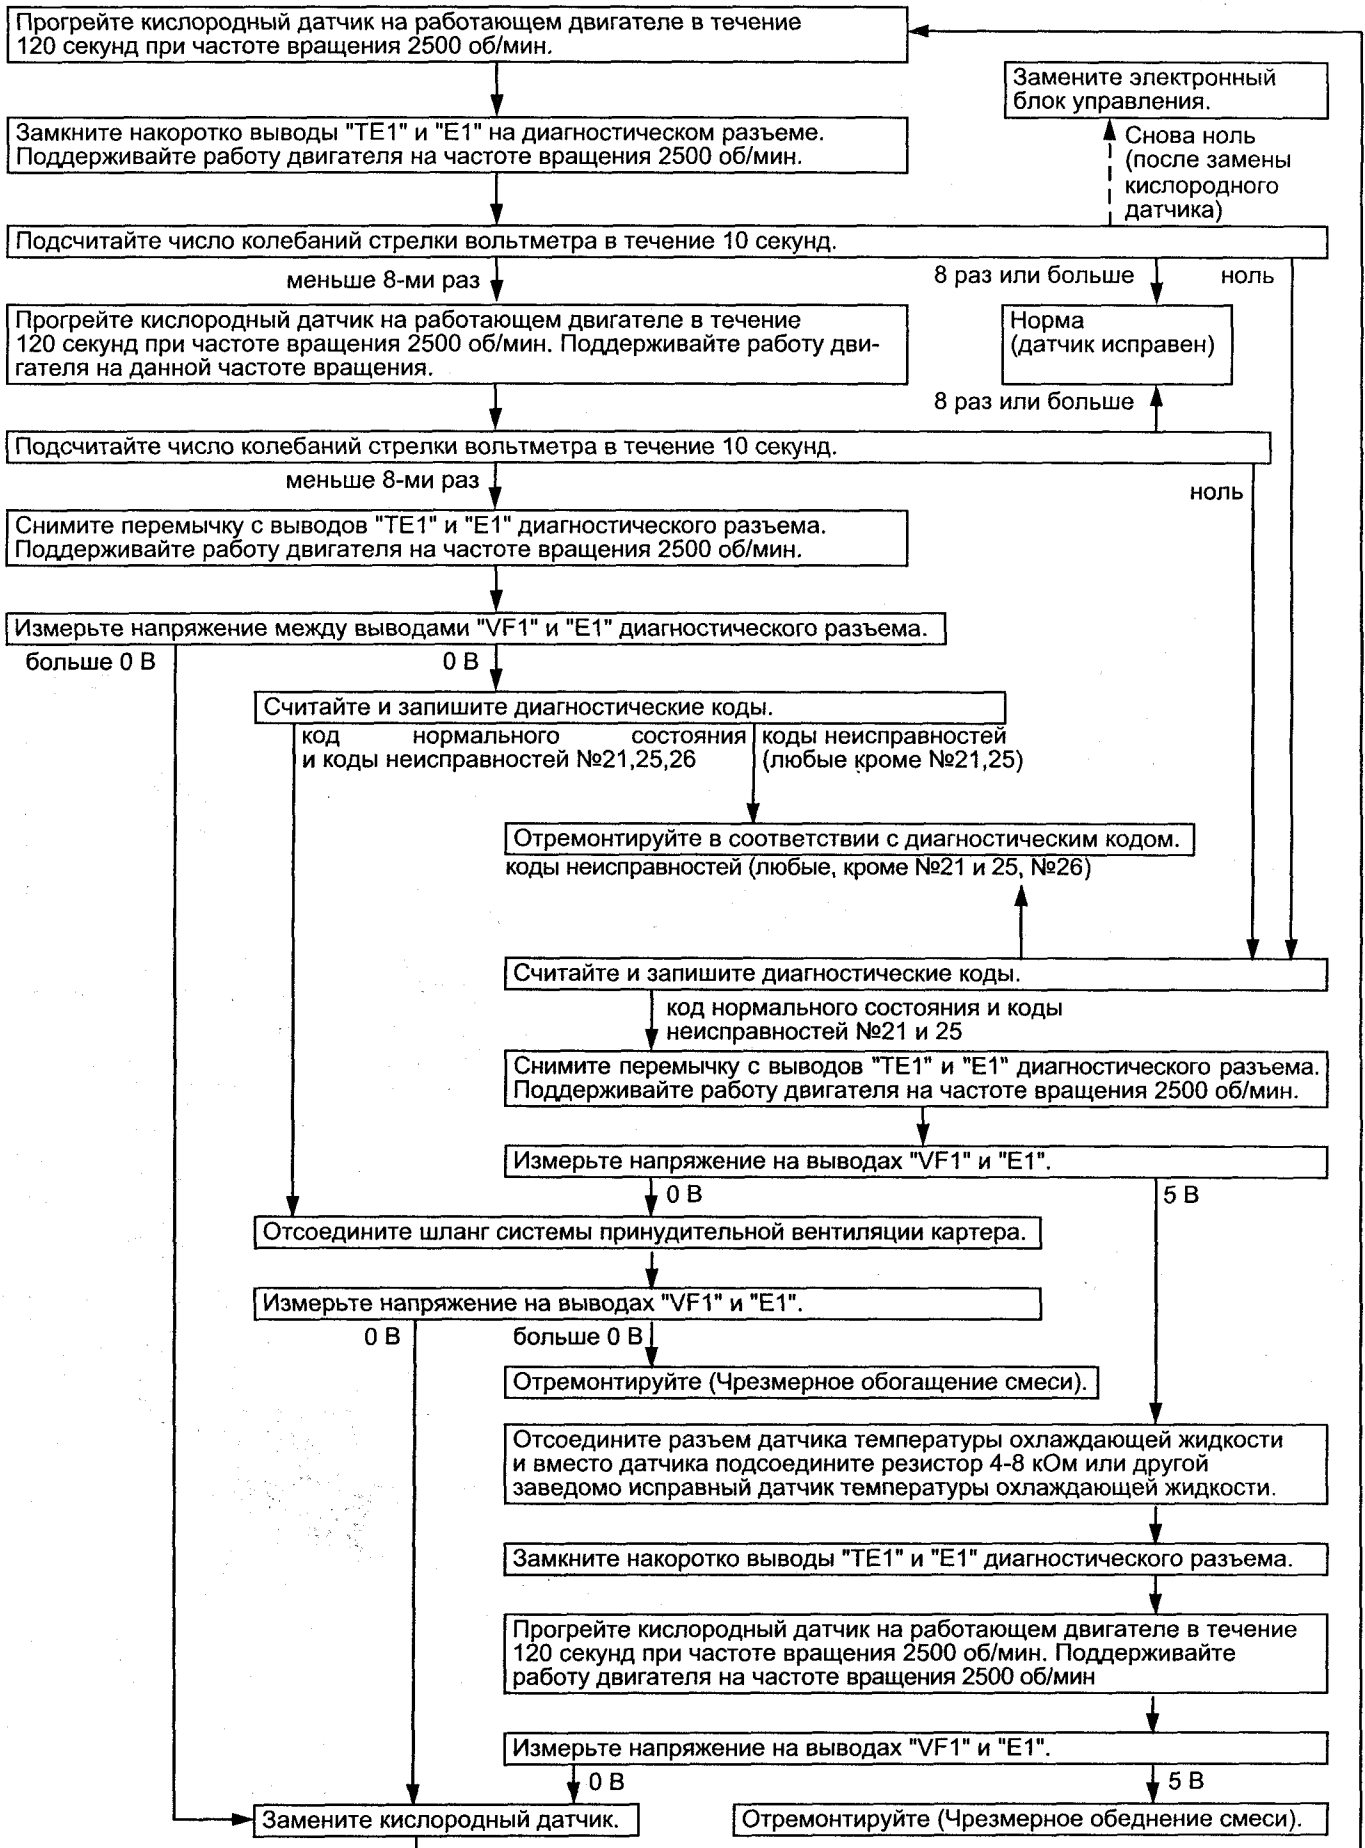 Прогрейте кислородный датчик на работающем двигателе в течение
120 секунд при частоте вращения 2500 об/мин.
Замените электронный
блок управления.
Замкните накоротко выводы "TE1" и "E1" на диагностическом разъеме.
Поддерживайте работу двигателя на частоте вращения 2500 об/мин.
Снова ноль
(после замены
кислородного
датчика)
Подсчитайте число колебаний стрелки вольтметра в течение 10 секунд.
меньше 8-ми раз
8 раз или больше
ноль
Прогрейте кислородный датчик на работающем двигателе в течение
120 секунд при частоте вращения 2500 об/мин. Поддерживайте работу дви-
гателя на данной частоте вращения.
Норма
(датчик исправен)
8 раз или больше
Подсчитайте число колебаний стрелки вольтметра в течение 10 секунд.
меньше 8-ми раз
ноль
Снимите перемычку с выводов "TE1" и "E1" диагностического разъема.
Поддерживайте работу двигателя на частоте вращения 2500 об/мин.
Измерьте напряжение между выводами "VF1" и "E1" диагностического разъема.
больше 0 В
0 В
Считайте и запишите диагностические коды.
код нормального состояния
и коды неисправностей №21,25,26
коды неисправностей
(любые кроме №21,25)
Отремонтируйте в соответствии с диагностическим кодом.
коды неисправностей (любые, кроме №21 и 25, №26)
Считайте и запишите диагностические коды.
код нормального состояния и коды
неисправностей №21 и 25
Снимите перемычку с выводов "TE1" и "E1" диагностического разъема.
Поддерживайте работу двигателя на частоте вращения 2500 об/мин.
Измерьте напряжение на выводах "VF1" и "E1".
0 В
5 В
Отсоедините шланг системы принудительной вентиляции картера.
Измерьте напряжение на выводах "VF1" и "E1".
0 В
больше 0 В
Отремонтируйте (Чрезмерное обогащение смеси).
Отсоедините разъем датчика температуры охлаждающей жидкости
и вместо датчика подсоедините резистор 4-8 кОм или другой
заведомо исправный датчик температуры охлаждающей жидкости.
Замкните накоротко выводы "TE1" и "E1" диагностического разъема.
Прогрейте кислородный датчик на работающем двигателе в течение
120 секунд при частоте вращения 2500 об/мин. Поддерживайте
работу двигателя на частоте вращения 2500 об/мин
Измерьте напряжение на выводах "VF1" и "E1".
0 В
5 В
Замените кислородный датчик.
Отремонтируйте (Чрезмерное обеднение смеси).